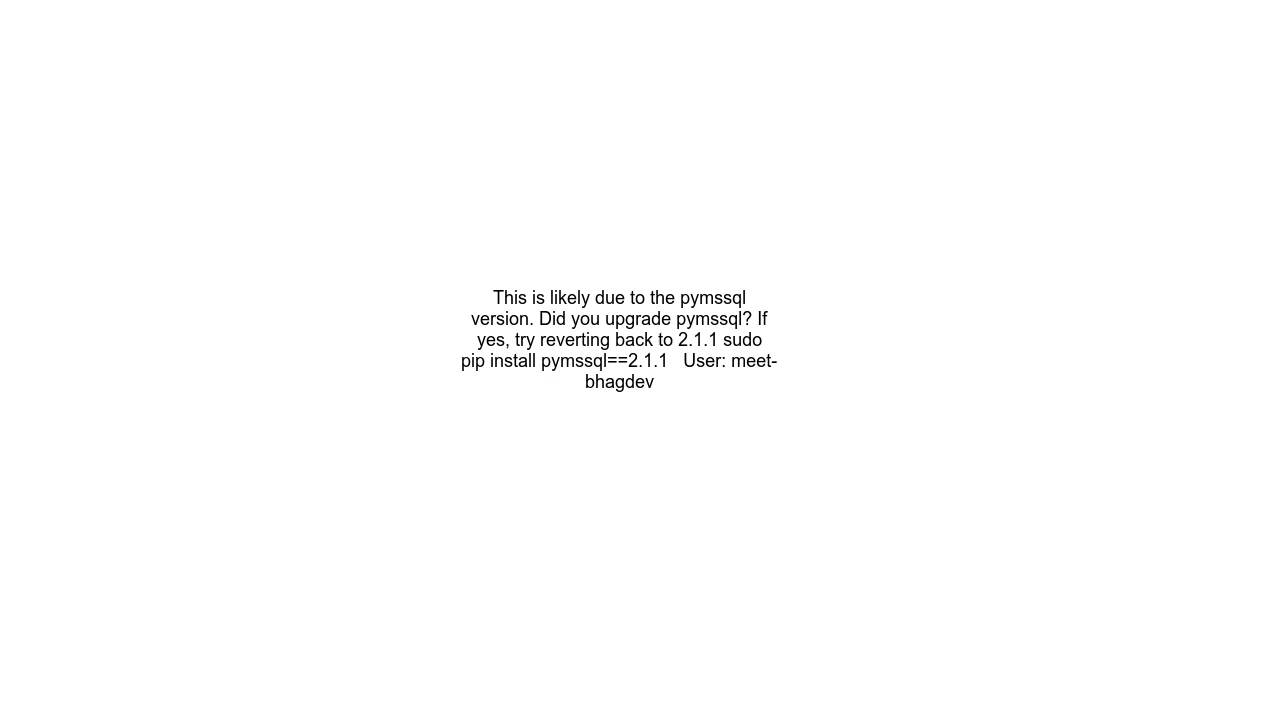 This is likely due to the pymssql
version. Did you upgrade pymssql? If
yes, try reverting back to 2.1.1 sudo
pip install pymssql==2.1.1   User: meet-
bhagdev